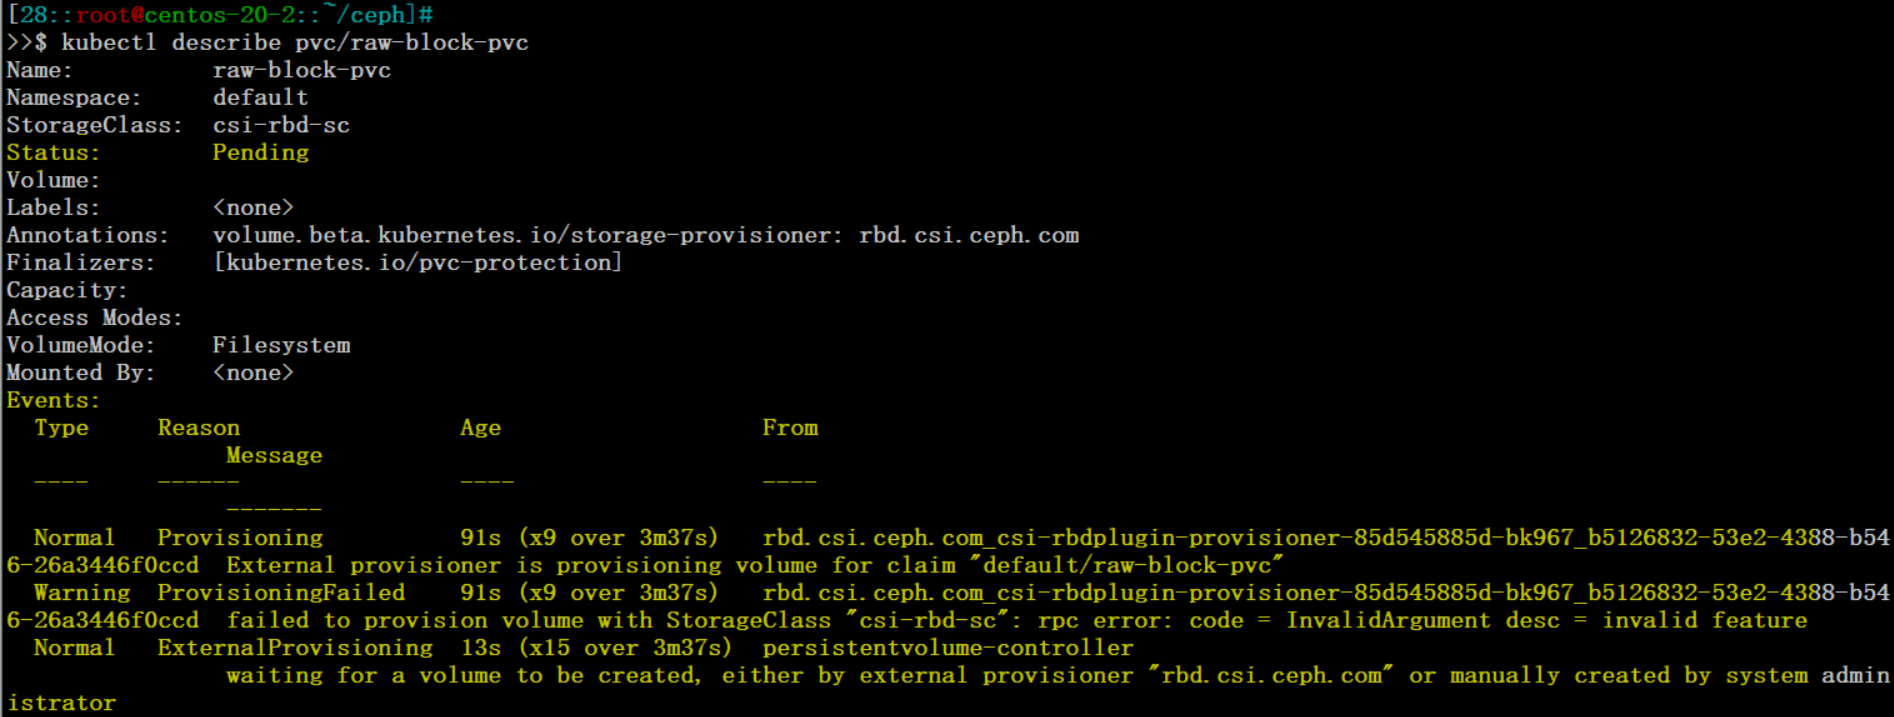 [28::root@centos-20-2::~/ceph]#
>>$ kubectl describe pvc/raw-block-pvc
Name:          raw-block-pvc
Namespace:     default
StorageClass:  csi-rbd-sc
Status:        Pending
Volume:
Labels:        <none>
Annotations:   volume.beta.kubernetes.io/storage-provisioner: rbd.csi.ceph.com
Finalizers:    [kubernetes.io/pvc-protection]
Capacity:
Access Modes:
VolumeMode:    Filesystem
Mounted By:    <none>
Events:
  Type     Reason                Age                   From
                Message
  ----     ------                ----                  ----
                -------
  Normal   Provisioning          91s (x9 over 3m37s)   rbd.csi.ceph.com_csi-rbdplugin-provisioner-85d545885d-bk967_b5126832-53e2-4388-b54
6-26a3446f0ccd  External provisioner is provisioning volume for claim "default/raw-block-pvc"
  Warning  ProvisioningFailed    91s (x9 over 3m37s)   rbd.csi.ceph.com_csi-rbdplugin-provisioner-85d545885d-bk967_b5126832-53e2-4388-b54
6-26a3446f0ccd  failed to provision volume with StorageClass "csi-rbd-sc": rpc error: code = InvalidArgument desc = invalid feature
  Normal   ExternalProvisioning  13s (x15 over 3m37s)  persistentvolume-controller
                waiting for a volume to be created, either by external provisioner "rbd.csi.ceph.com" or manually created by system admin
istrator